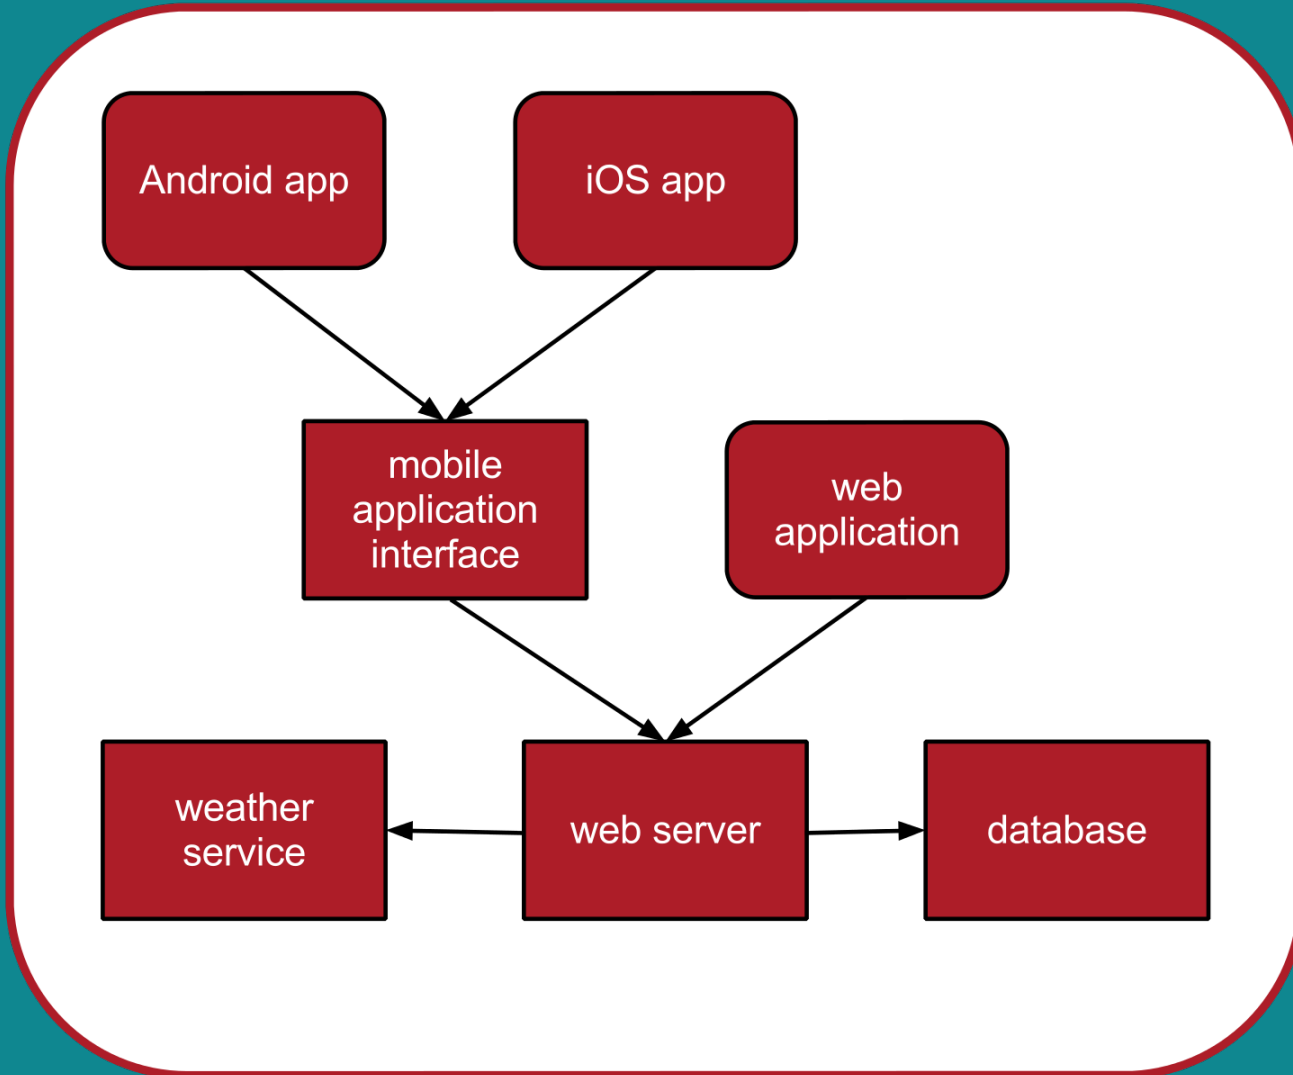 Android app
iOS app
mobile
application
interface
web
application
weather
service
web server
database